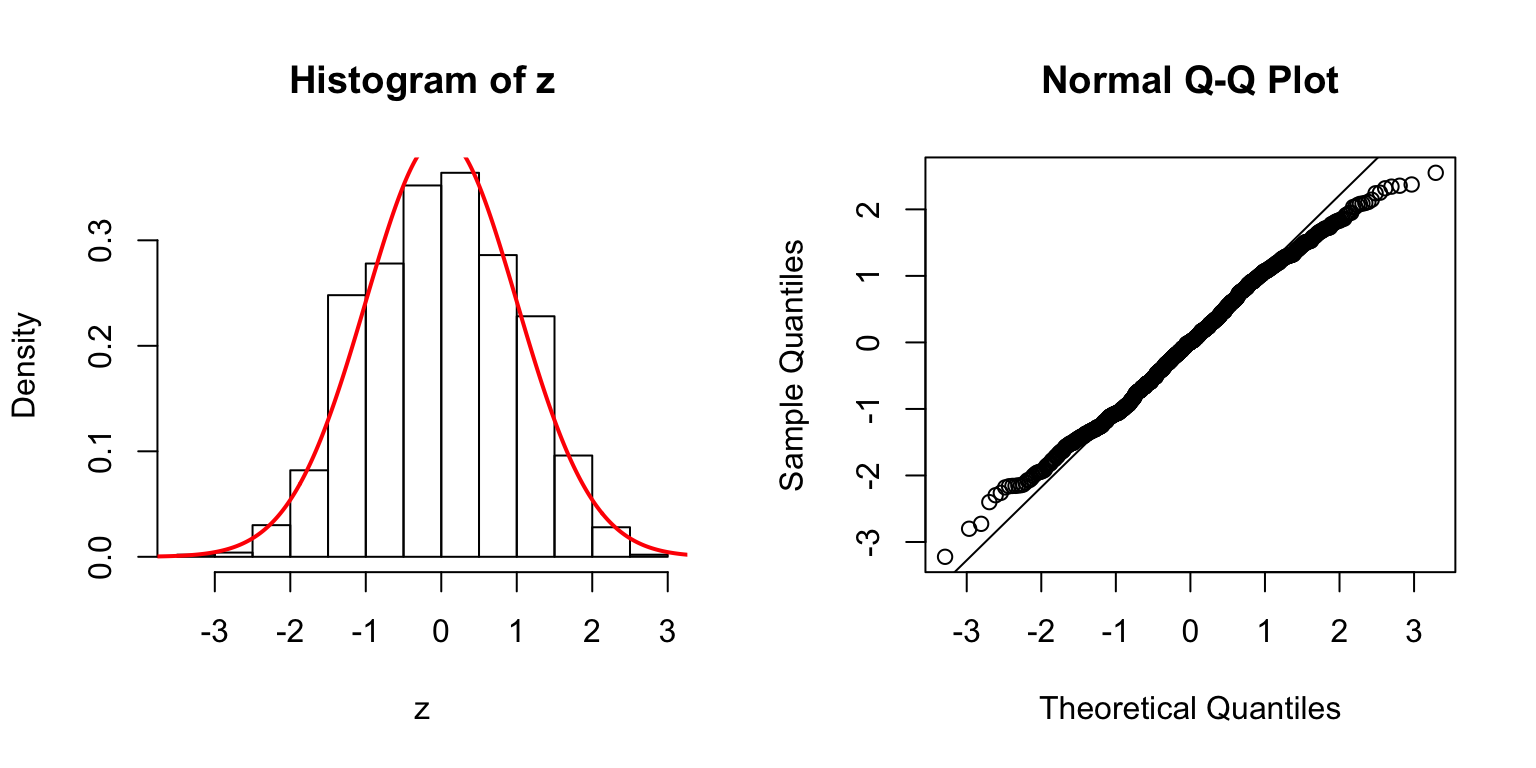 Histogram of z
Density
0.0 0.1 0.2 0.3
-3 -2 -1 0 1 2 3
z
Normal Q-Q Plot
Sample Quantiles
-3 -2 -1 0 1 2
-3 -2 -1 0 1 2 3
Theoretical Quantiles